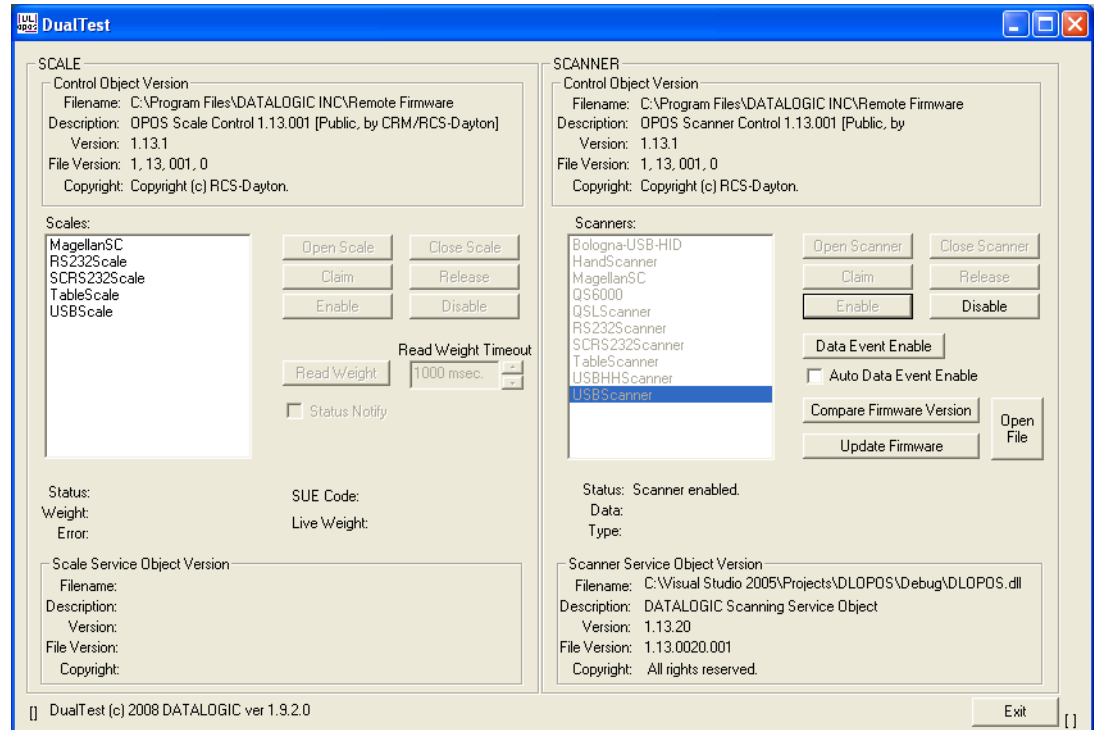 DualTest
SCALE
Control Object Version
Filename: C:\Program Files\DATALOGIC INC\Remote Firmware
Description: OPOS Scale Control 1.13.001 [Public, by CRM/RCS-Dayton]
Version: 1.13.1
File Version: 1, 13, 001, 0
Copyright: Copyright (c) RCS-Dayton.
Scales:
MagellanSC
RS232Scale
SCRS232Scale
TableScale
USBScale
Open Scale
Close Scale
Claim
Release
Enable
Disable
Read Weight Timeout
Read Weight
1000 msec.
Status Notify
Status:
Weight:
Error:
SUE Code:
Live Weight:
Scale Service Object Version
Filename:
Description:
Version:
File Version:
Copyright:
SCANNER
Control Object Version
Filename: C:\Program Files\DATALOGIC INC\Remote Firmware
Description: OPOS Scanner Control 1.13.001 [Public, by
Version: 1.13.1
File Version: 1, 13, 001, 0
Copyright: Copyright (c) RCS-Dayton.
Scanners:
Bologna-USB-HID
HandScanner
MagellanSC
QS6000
QSLScanner
RS232Scanner
SCRS232Scanner
TableScanner
USBHHScanner
USBScanner
Open Scanner
Close Scanner
Claim
Release
Enable
Disable
Data Event Enable
Auto Data Event Enable
Compare Firmware Version
Update Firmware
Open
File
Status: Scanner enabled.
Data:
Type:
Scanner Service Object Version
Filename: C:\Visual Studio 2005\Projects\DLOPOS\Debug\DLOPOS.dll
Description: DATALOGIC Scanning Service Object
Version: 1.13.20
File Version: 1.13.0020.001
Copyright: All rights reserved.
[] DualTest (c) 2008 DATALOGIC ver 1.9.2.0
Exit
[ ]